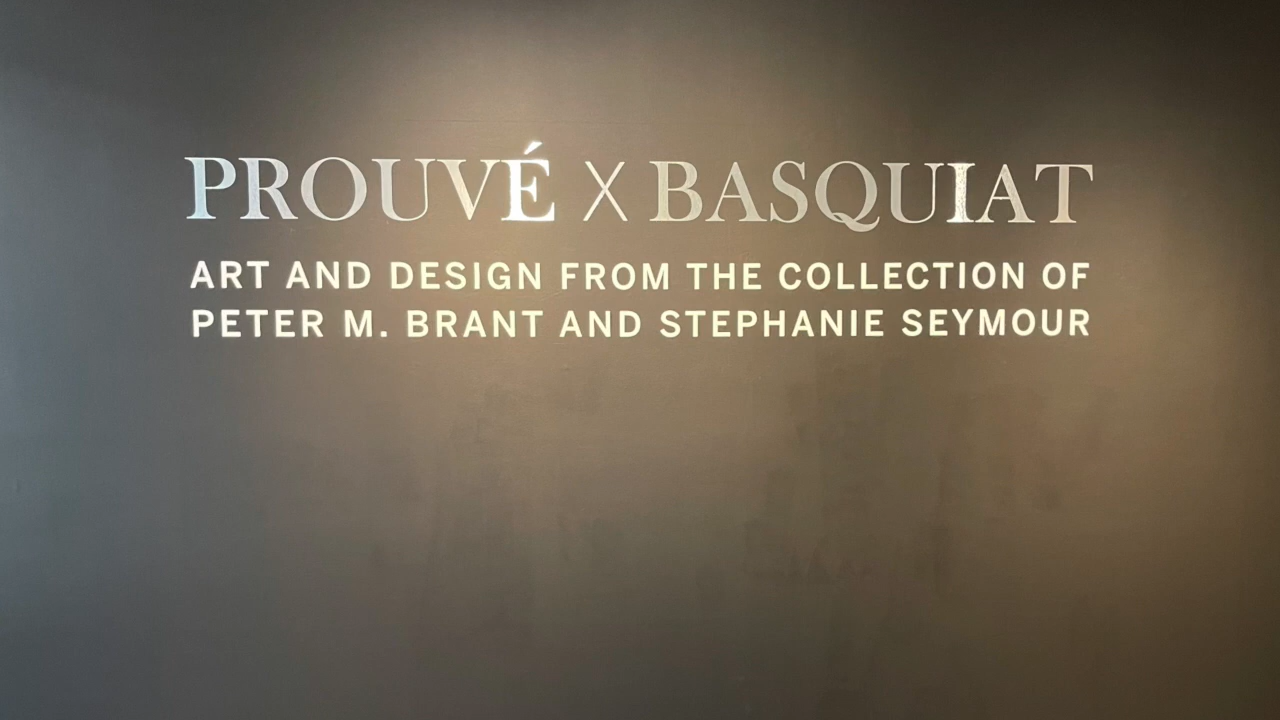 PROUVÉ X BASQUIAT
ART AND DESIGN FROM THE COLLECTION OF
PETER M. BRANT AND STEPHANIE SEYMOUR